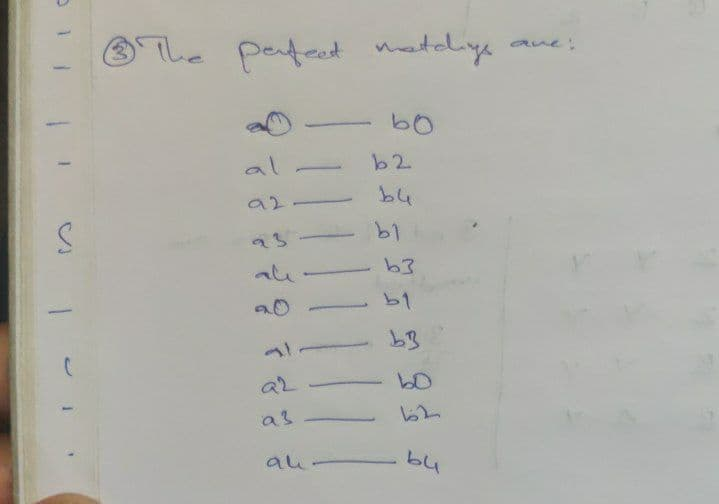 ③ The perfect matchings are:
a0 — b0
a1 — b2
a2 — b4
a3 — b1
a4 — b3
a0 — b1
a1 — b3
a2 — b0
a3 — b2
a4 — b4